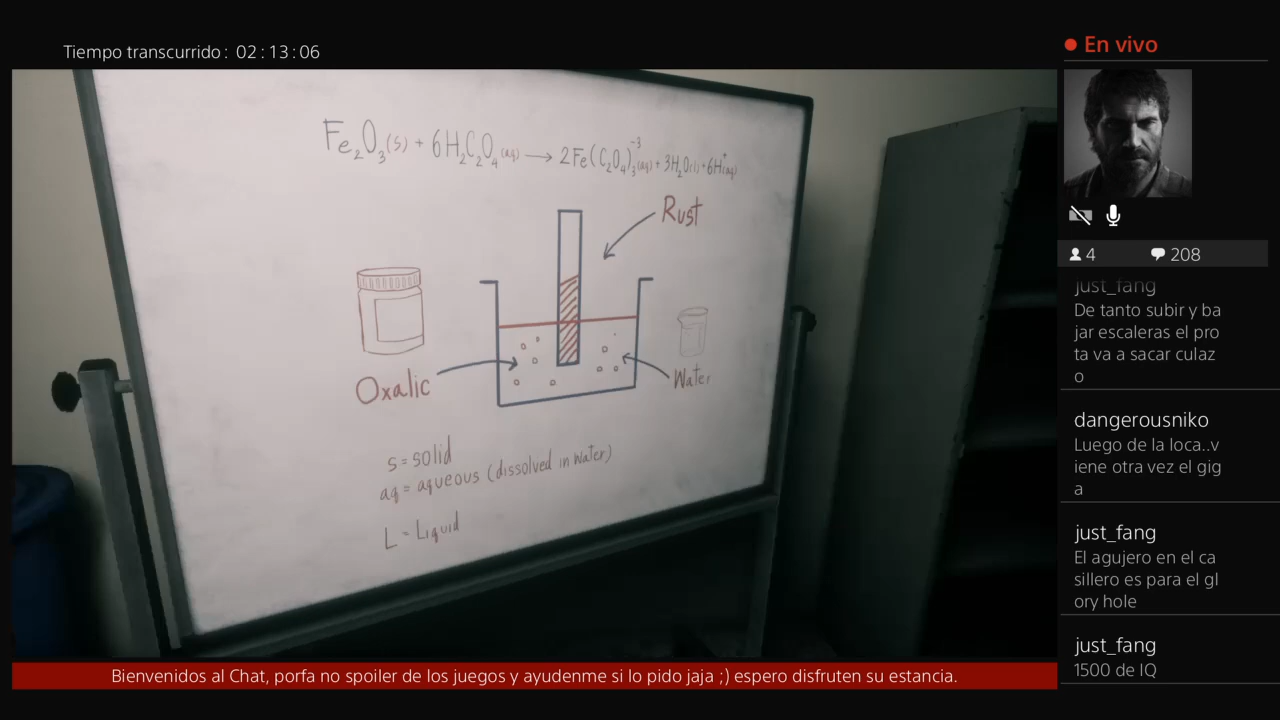 Tiempo transcurrido: 02:13:06
En vivo
Fe₂O₃(s) + 6H₂C₂O₄(aq) → 2Fe(C₂O₄)₃⁻³(aq) + 3H₂O(l) + 6H⁺(aq)
Rust
Oxalic
Water
s = solid
aq = aqueous (dissolved in water)
L = Liquid
4 208
just_fang
De tanto subir y ba
jar escaleras el pro
ta va a sacar culaz
o
dangerousniko
Luego de la loca..v
iene otra vez el gig
a
just_fang
El agujero en el ca
sillero es para el gl
ory hole
just_fang
1500 de IQ
Bienvenidos al Chat, porfa no spoiler de los juegos y ayudenme si lo pido jaja ;) espero disfruten su estancia.